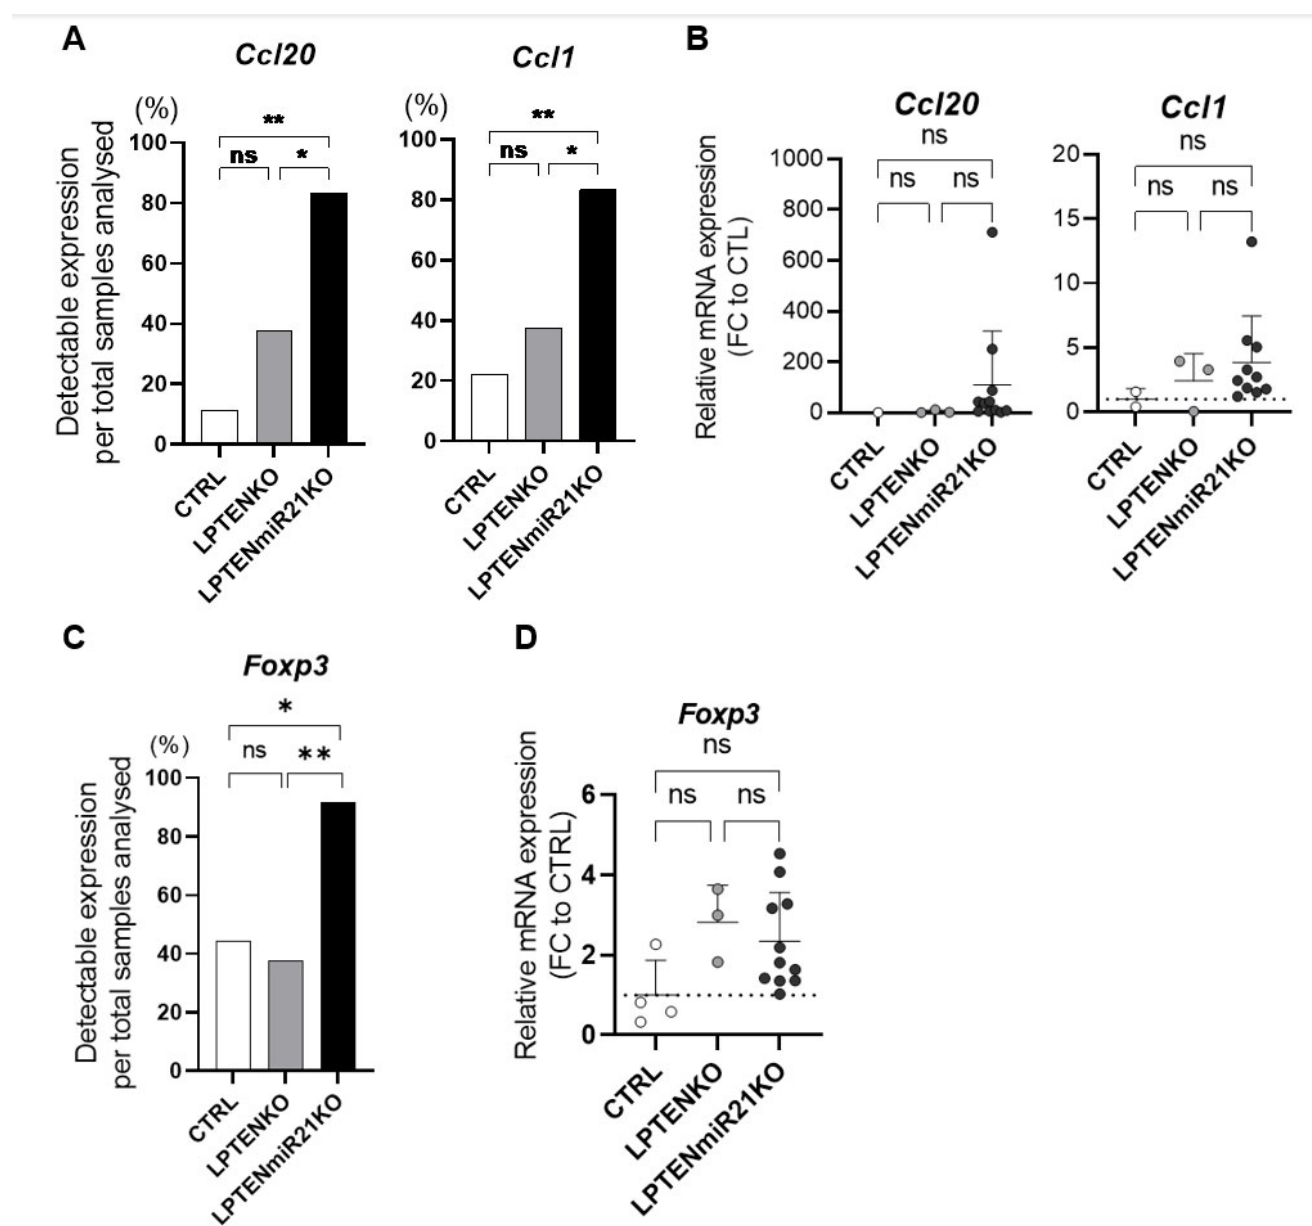 A
Ccl20
(%)
**
ns
*
Detectable expression
per total samples analysed
100
80
60
40
20
0
CTRL
LPTENKO
LPTENmiR21KO
Ccl1
(%)
**
ns
*
100
80
60
40
20
0
CTRL
LPTENKO
LPTENmiR21KO
B
Ccl20
ns
ns
ns
Relative mRNA expression
(FC to CTL)
1000
800
600
400
200
0
CTRL
LPTENKO
LPTENmiR21KO
Ccl1
ns
ns
ns
20
15
10
5
0
CTRL
LPTENKO
LPTENmiR21KO
C
Foxp3
*
(%)
ns
**
Detectable expression
per total samples analysed
100
80
60
40
20
0
CTRL
LPTENKO
LPTENmiR21KO
D
Foxp3
ns
ns
ns
Relative mRNA expression
(FC to CTRL)
6
4
2
0
CTRL
LPTENKO
LPTENmiR21KO